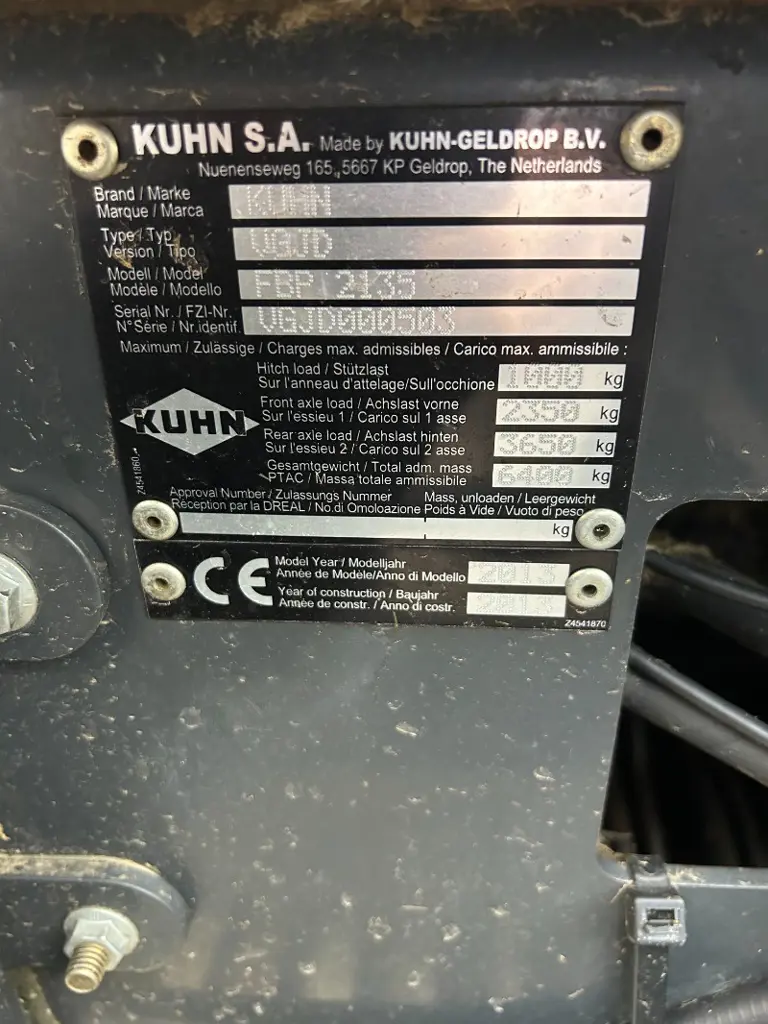 KUHN S.A. Made by KUHN-GELDROP B.V.
Nuenenseweg 165,,5667 KP Geldrop, The Netherlands
Brand / Marke
Marque / Marca
KUHN
Type / Typ
Version / Tipo
VGJD
Modell / Model
Modèle / Modello
FBP 2135
Serial Nr. / FZI-Nr.
N°Série / Nr.identif.
VGJD000503
Maximum / Zulässige / Charges max. admissibles / Carico max. ammissibile :
Hitch load / Stützlast
Sur l'anneau d'attelage/Sull'occhione
1000 kg
Front axle load / Achslast vorne
Sur l'essieu 1 / Carico sul 1 asse
2350 kg
Rear axle load / Achslast hinten
Sur l'essieu 2 / Carico sul 2 asse
3650 kg
Gesamtgewicht / Total adm. mass
PTAC / Massa totale ammissibile
6400 kg
KUHN
Z4541860
Approval Number / Zulassungs Nummer Mass, unloaden / Leergewicht
Réception par la DREAL / No.di Omoloazione Poids à Vide / Vuoto di peso
kg
CE
Model Year / Modelljahr
Année de Modèle/Anno di Modello
2013
Year of construction / Baujahr
Année de constr. / Anno di costr.
2013
Z4541870